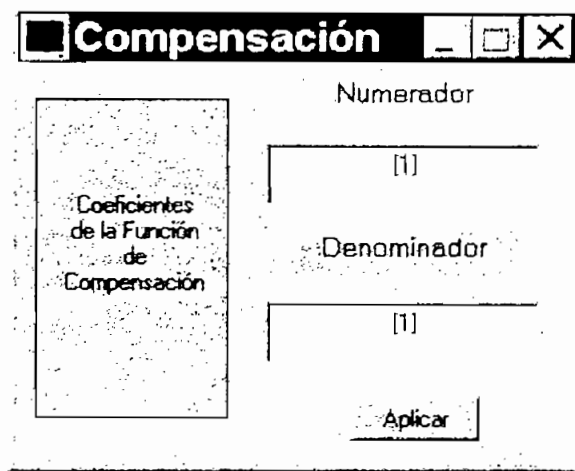 Compensación
Coeficientes
de la Función
de
Compensación
Numerador
[1]
Denominador
[1]
Aplicar